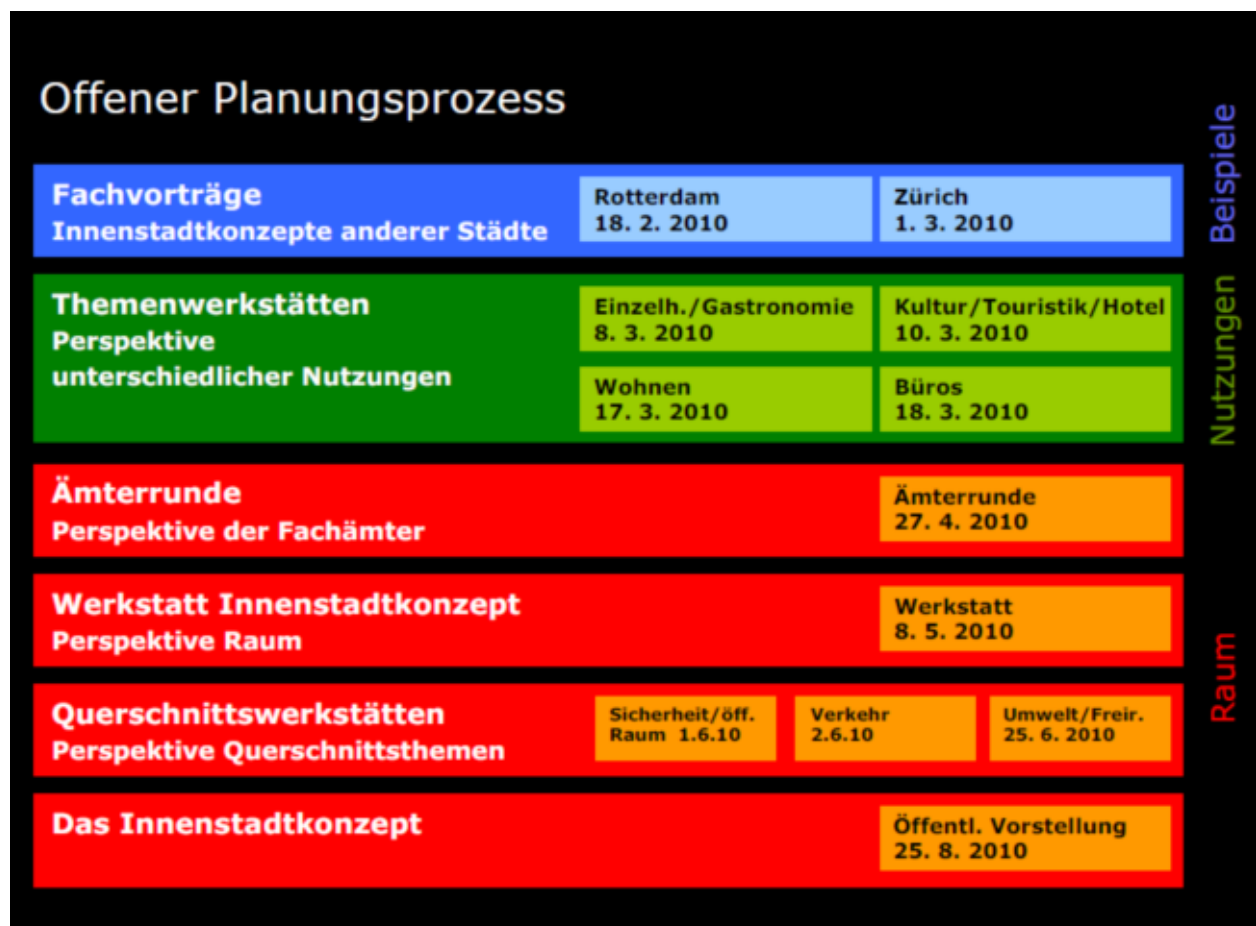 Offener Planungsprozess
Beispiele
Fachvorträge
Innenstadtkonzepte anderer Städte
Rotterdam
18. 2. 2010
Zürich
1. 3. 2010
Nutzungen
Themenwerkstätten
Perspektive
unterschiedlicher Nutzungen
Einzelh./Gastronomie
8. 3. 2010
Kultur/Touristik/Hotel
10. 3. 2010
Wohnen
17. 3. 2010
Büros
18. 3. 2010
Raum
Ämterrunde
Perspektive der Fachämter
Ämterrunde
27. 4. 2010
Werkstatt Innenstadtkonzept
Perspektive Raum
Werkstatt
8. 5. 2010
Querschnittswerkstätten
Perspektive Querschnittsthemen
Sicherheit/öff.
Raum 1.6.10
Verkehr
2.6.10
Umwelt/Freir.
25. 6. 2010
Das Innenstadtkonzept
Öffentl. Vorstellung
25. 8. 2010